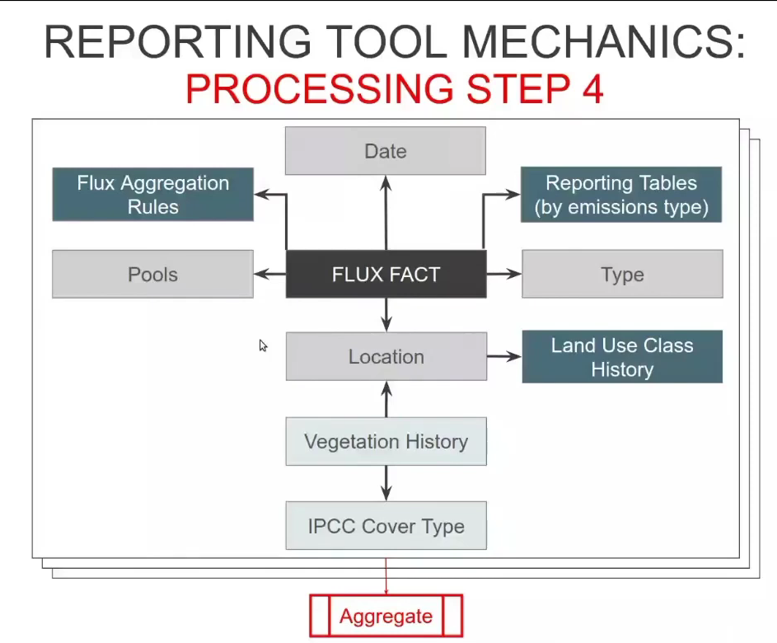 REPORTING TOOL MECHANICS:
PROCESSING STEP 4
Date
Flux Aggregation
Rules
Reporting Tables
(by emissions type)
Pools
FLUX FACT
Type
Location
Land Use Class
History
Vegetation History
IPCC Cover Type
Aggregate